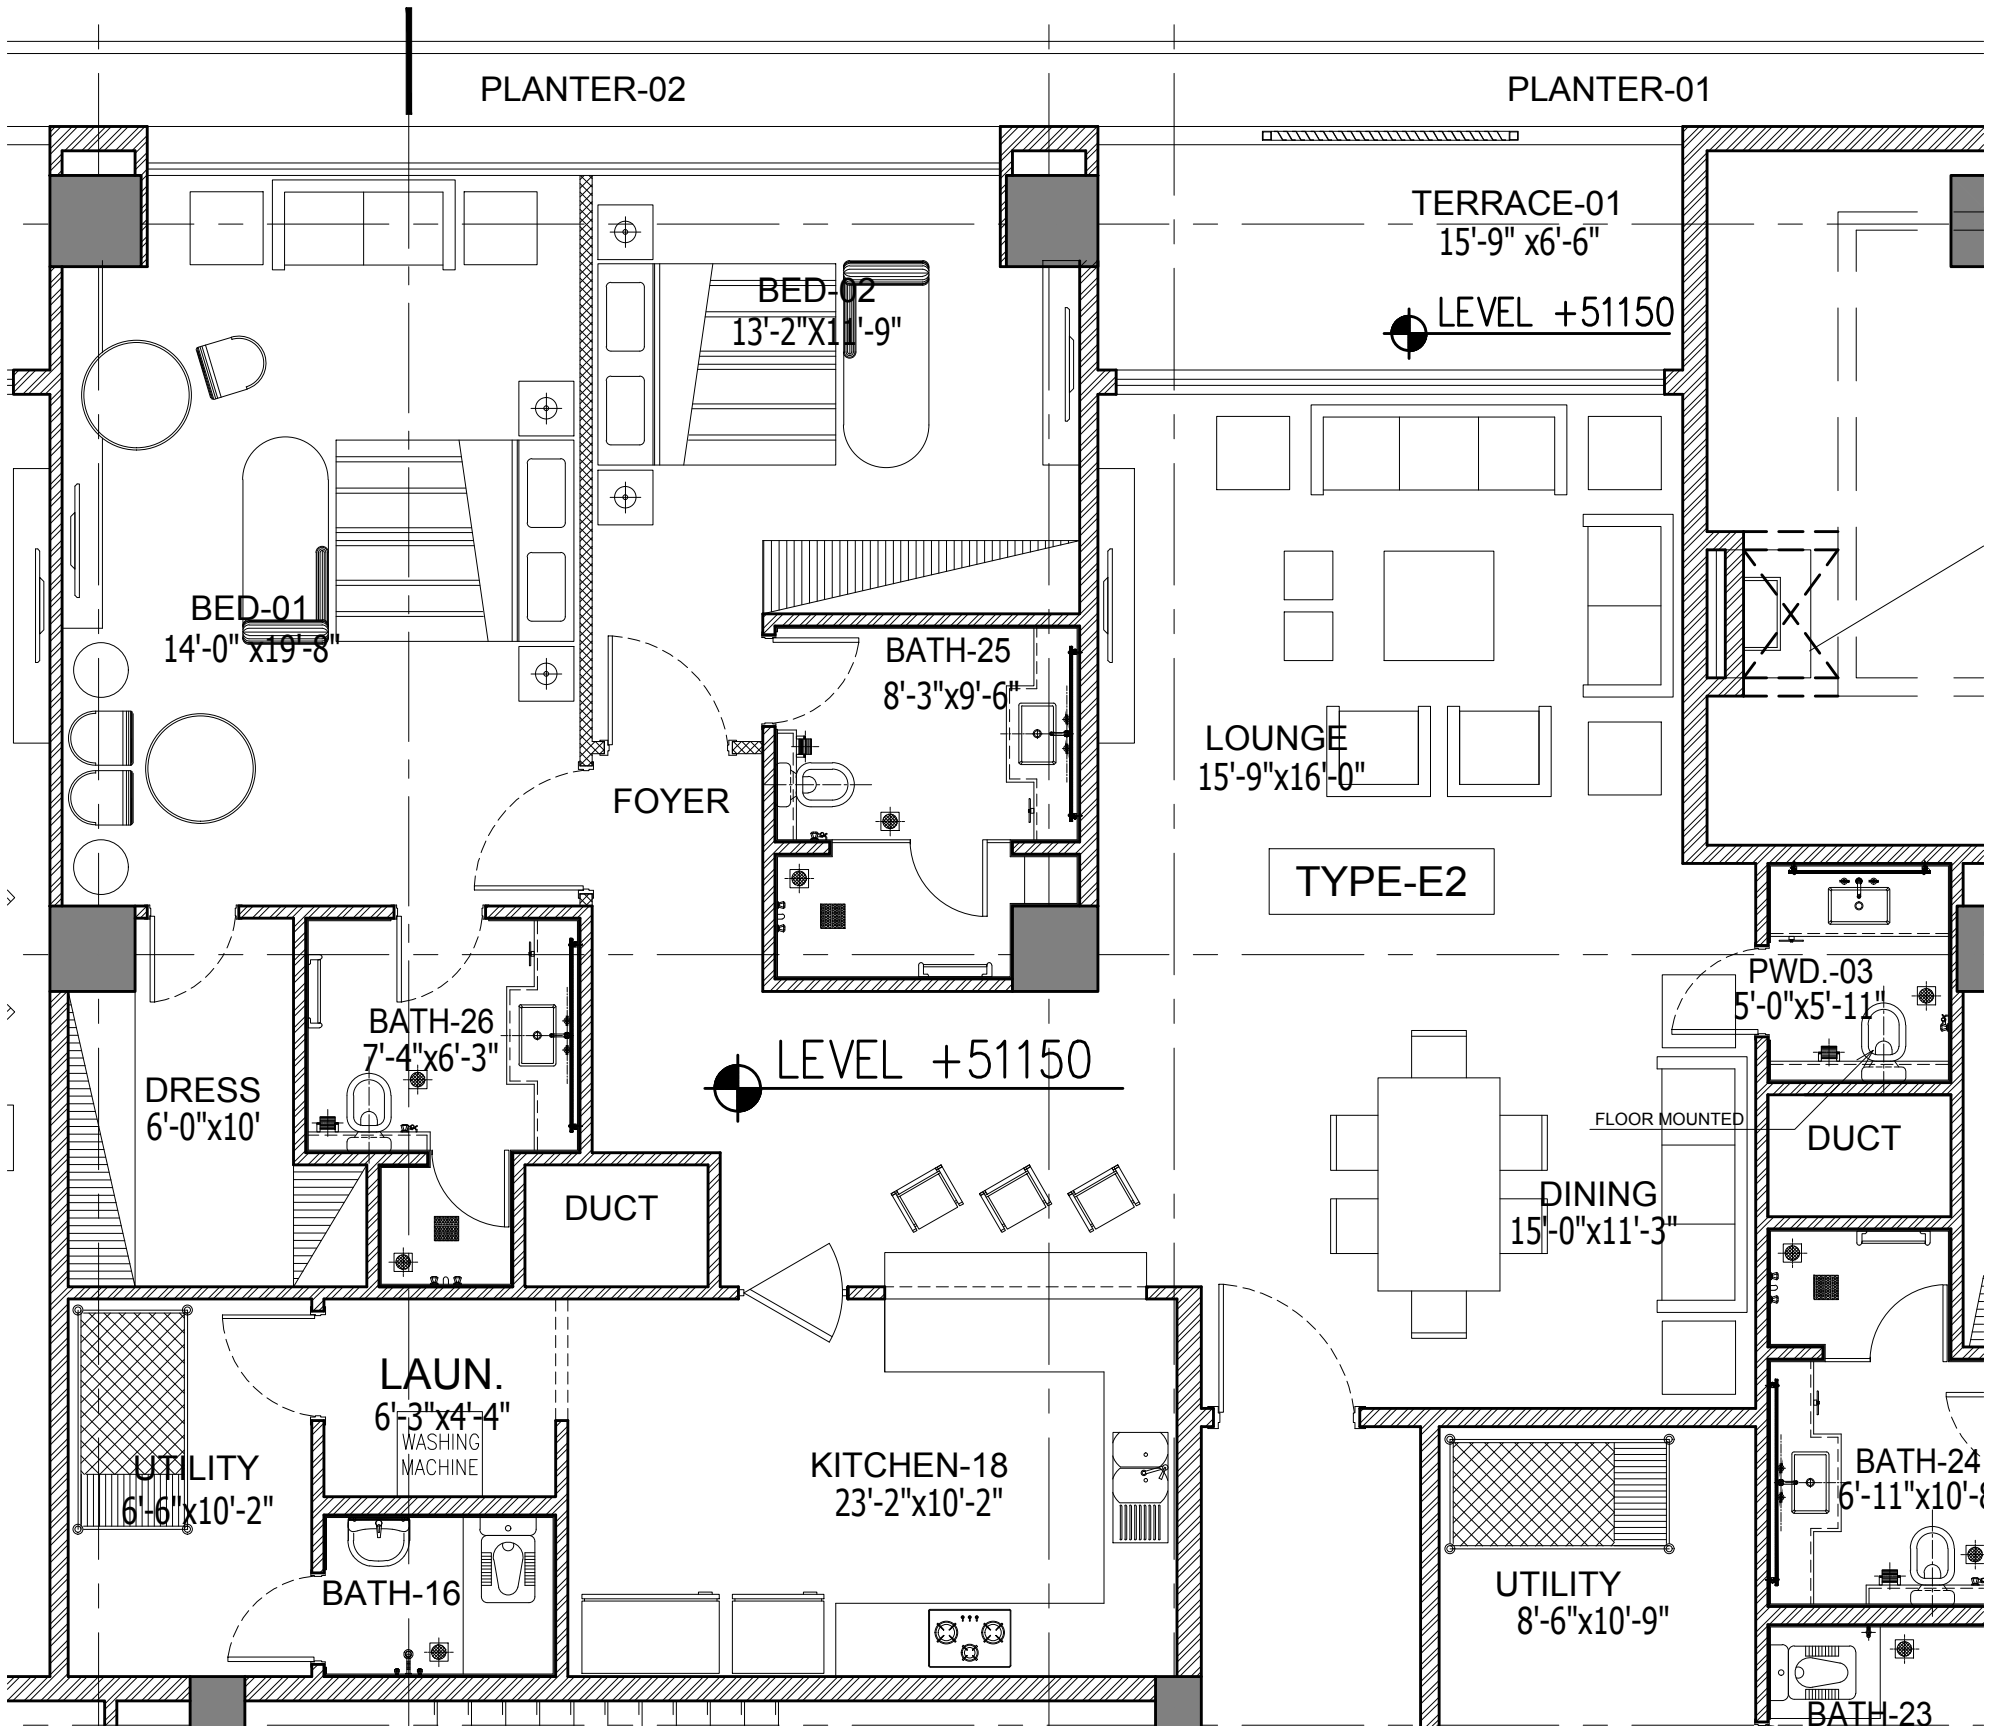 PLANTER-02
PLANTER-01
TERRACE-01
15'-9" x6'-6"
LEVEL +51150
BED-02
13'-2"X11'-9"
BED-01
14'-0" x19'-8"
BATH-25
8'-3"x9'-6"
LOUNGE
15'-9"x16'-0"
FOYER
TYPE-E2
PWD.-03
5'-0"x5'-11"
BATH-26
7'-4"x6'-3"
LEVEL +51150
DRESS
6'-0"x10'
FLOOR MOUNTED
DUCT
DUCT
DINING
15'-0"x11'-3"
LAUN.
6'-3"x4'-4"
WASHING
MACHINE
UTILITY
6'-6"x10'-2"
KITCHEN-18
23'-2"x10'-2"
BATH-24
6'-11"x10'-8
BATH-16
UTILITY
8'-6"x10'-9"
BATH-23